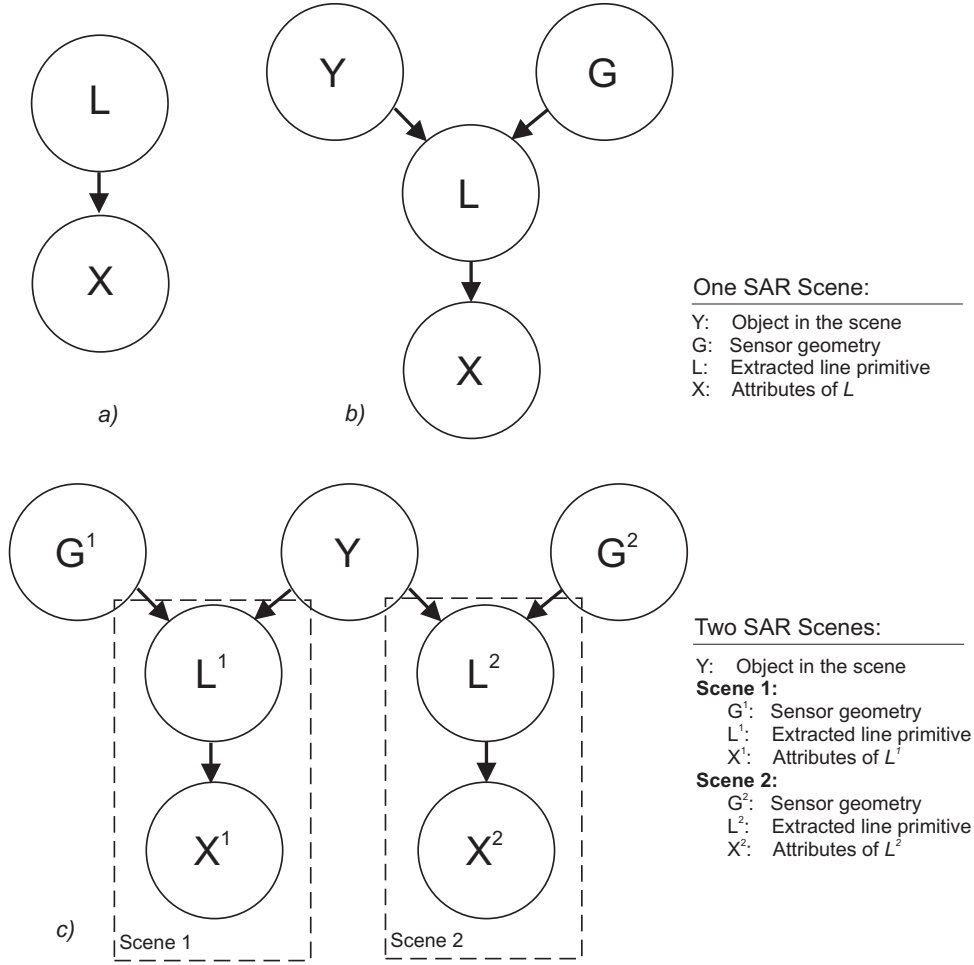 L
X
a)
Y
G
L
X
b)
One SAR Scene:
Y: Object in the scene
G: Sensor geometry
L: Extracted line primitive
X: Attributes of L
G¹
Y
G²
L¹
L²
X¹
X²
Scene 1
Scene 2
c)
Two SAR Scenes:
Y: Object in the scene
Scene 1:
G¹: Sensor geometry
L¹: Extracted line primitive
X¹: Attributes of L¹
Scene 2:
G²: Sensor geometry
L²: Extracted line primitive
X²: Attributes of L²